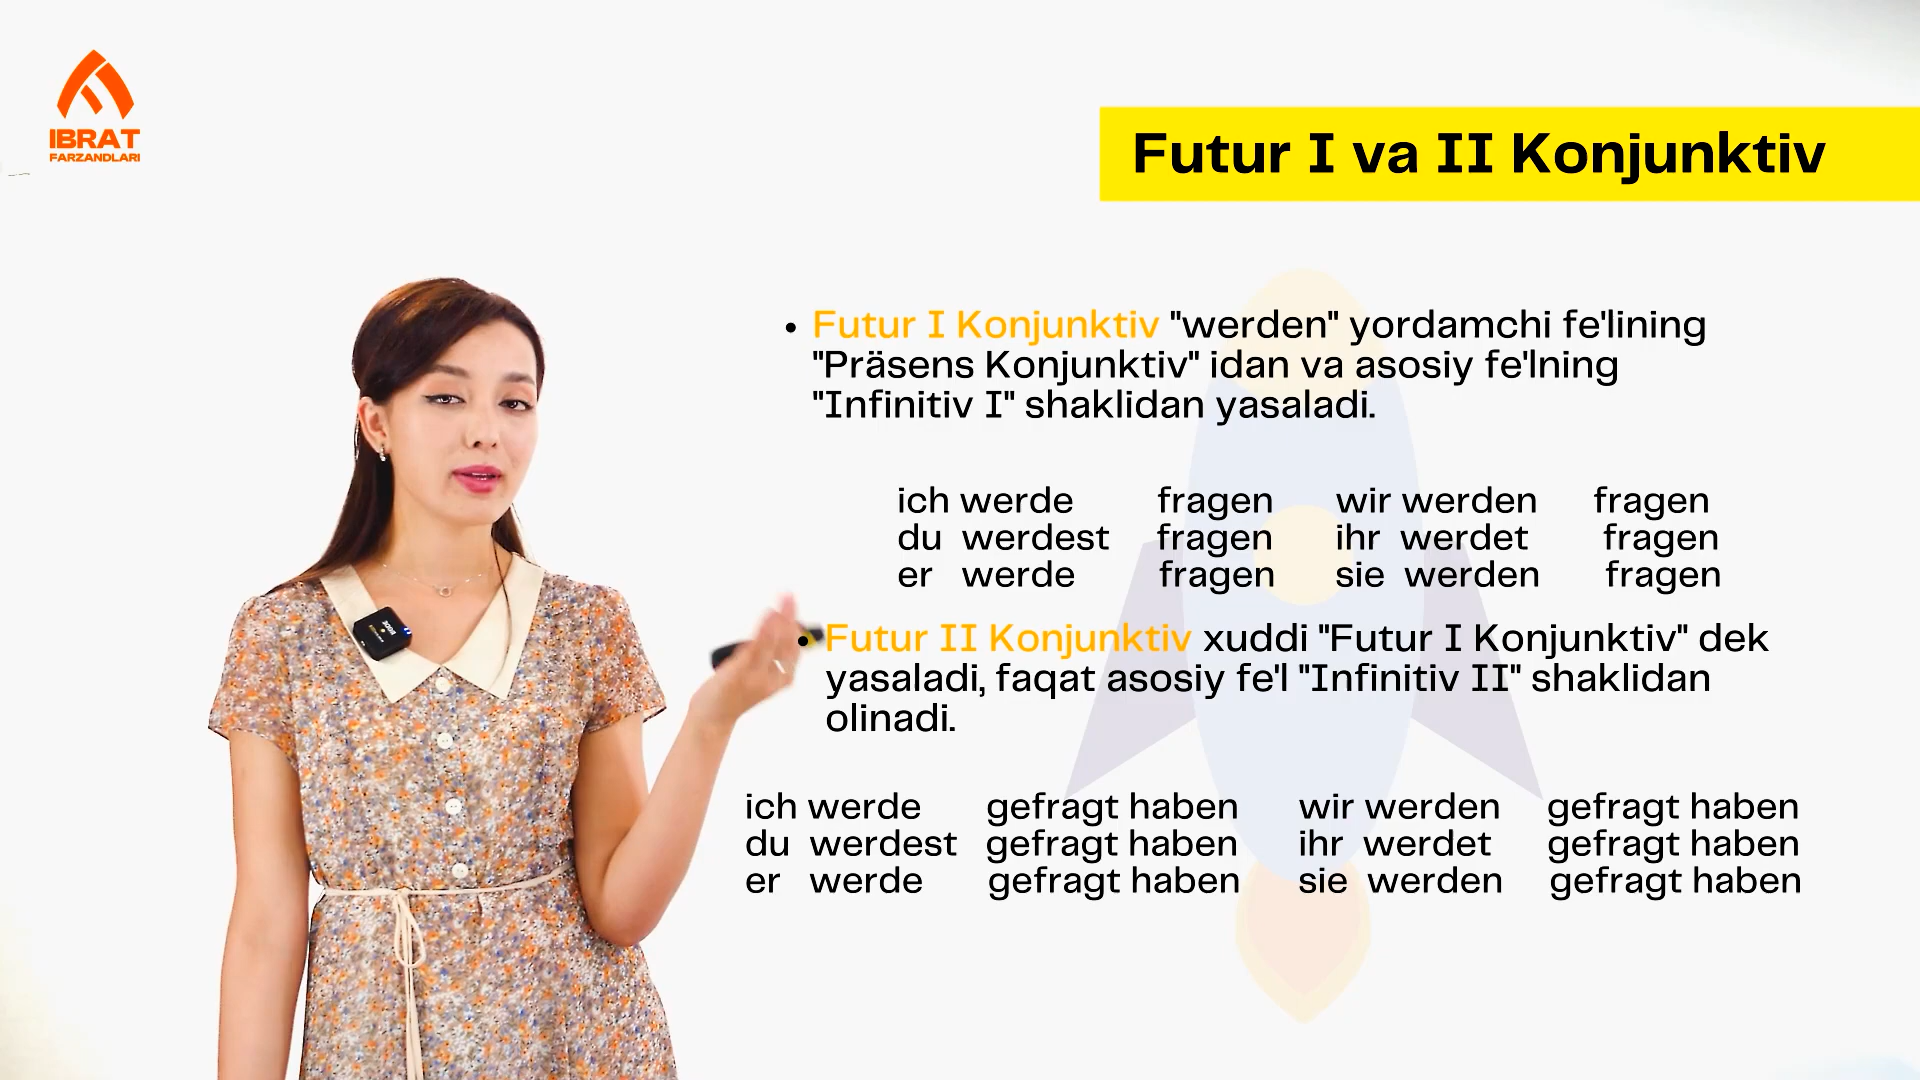 IBRAT
FARZANDLARI
Futur I va II Konjunktiv
• Futur I Konjunktiv "werden" yordamchi fe'lining
"Präsens Konjunktiv" idan va asosiy fe'lning
"Infinitiv I" shaklidan yasaladi.
ich werde fragen wir werden fragen
du werdest fragen ihr werdet fragen
er werde fragen sie werden fragen
• Futur II Konjunktiv xuddi "Futur I Konjunktiv" dek
yasaladi, faqat asosiy fe'l "Infinitiv II" shaklidan
olinadi.
ich werde gefragt haben wir werden gefragt haben
du werdest gefragt haben ihr werdet gefragt haben
er werde gefragt haben sie werden gefragt haben